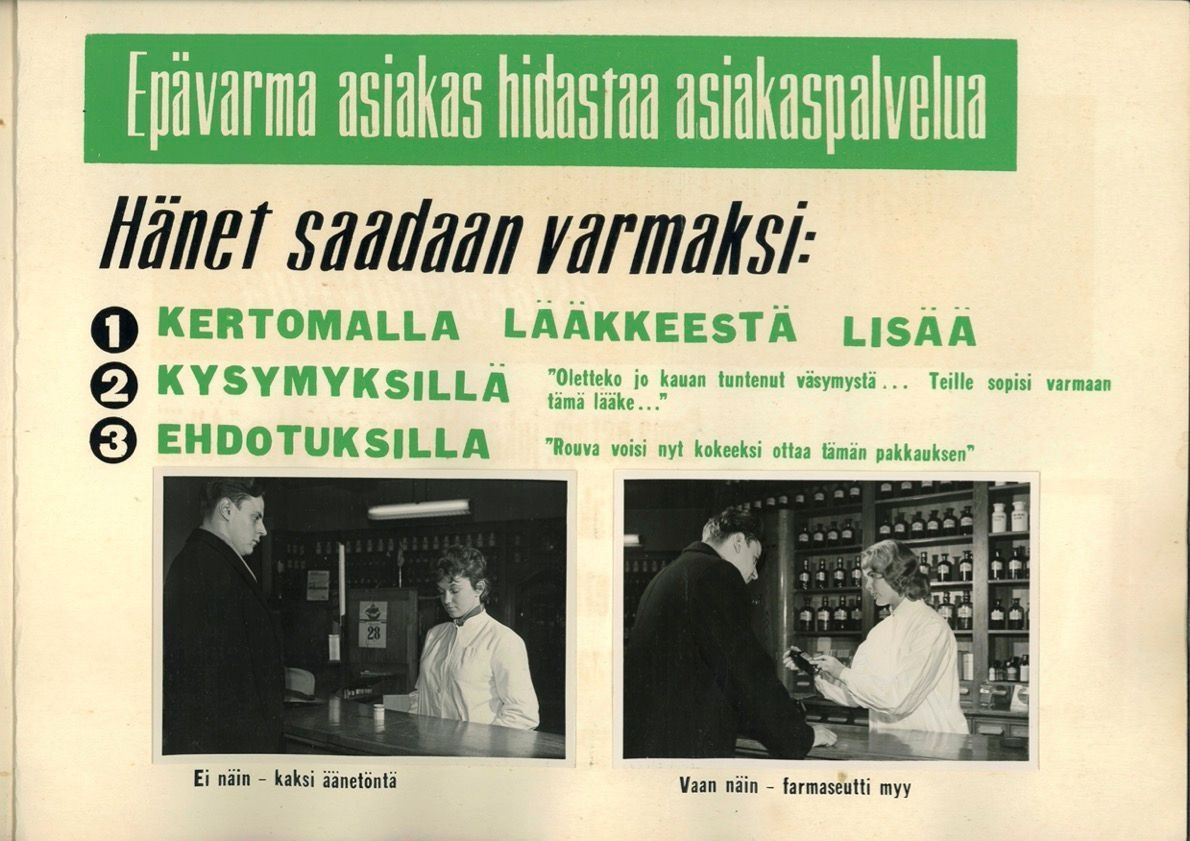 Epävarma asiakas hidastaa asiakaspalvelua
Hänet saadaan varmaksi:
1 KERTOMALLA LÄÄKKEESTÄ LISÄÄ
2 KYSYMYKSILLÄ "Oletteko jo kauan tuntenut väsymystä... Teille sopisi varmaan
tämä lääke..."
3 EHDOTUKSILLA "Rouva voisi nyt kokeeksi ottaa tämän pakkauksen"
28
Ei näin - kaksi äänetöntä
Vaan näin - farmaseutti myy